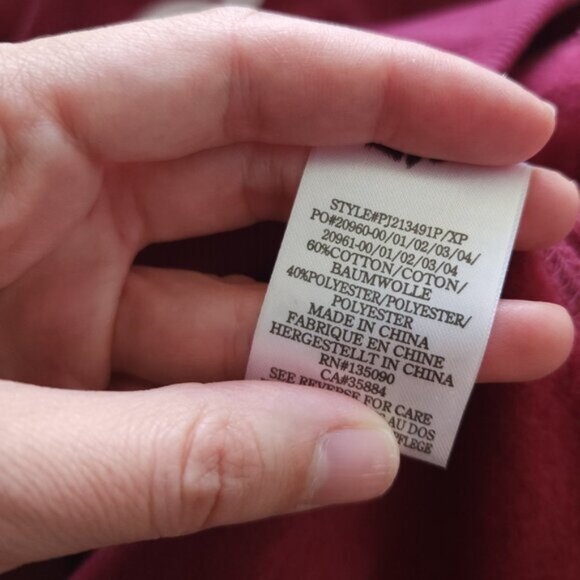 STYLE#PJ213491P/XP
PO#20960-00/01/02/03/04/
20961-00/01/02/03/04
60%COTTON/COTON/
BAUMWOLLE
40%POLYESTER/POLYESTER/
POLYESTER
MADE IN CHINA
FABRIQUE EN CHINE
HERGESTELLT IN CHINA
RN#135090
CA#35884
SEE REVERSE FOR CARE
AU DOS